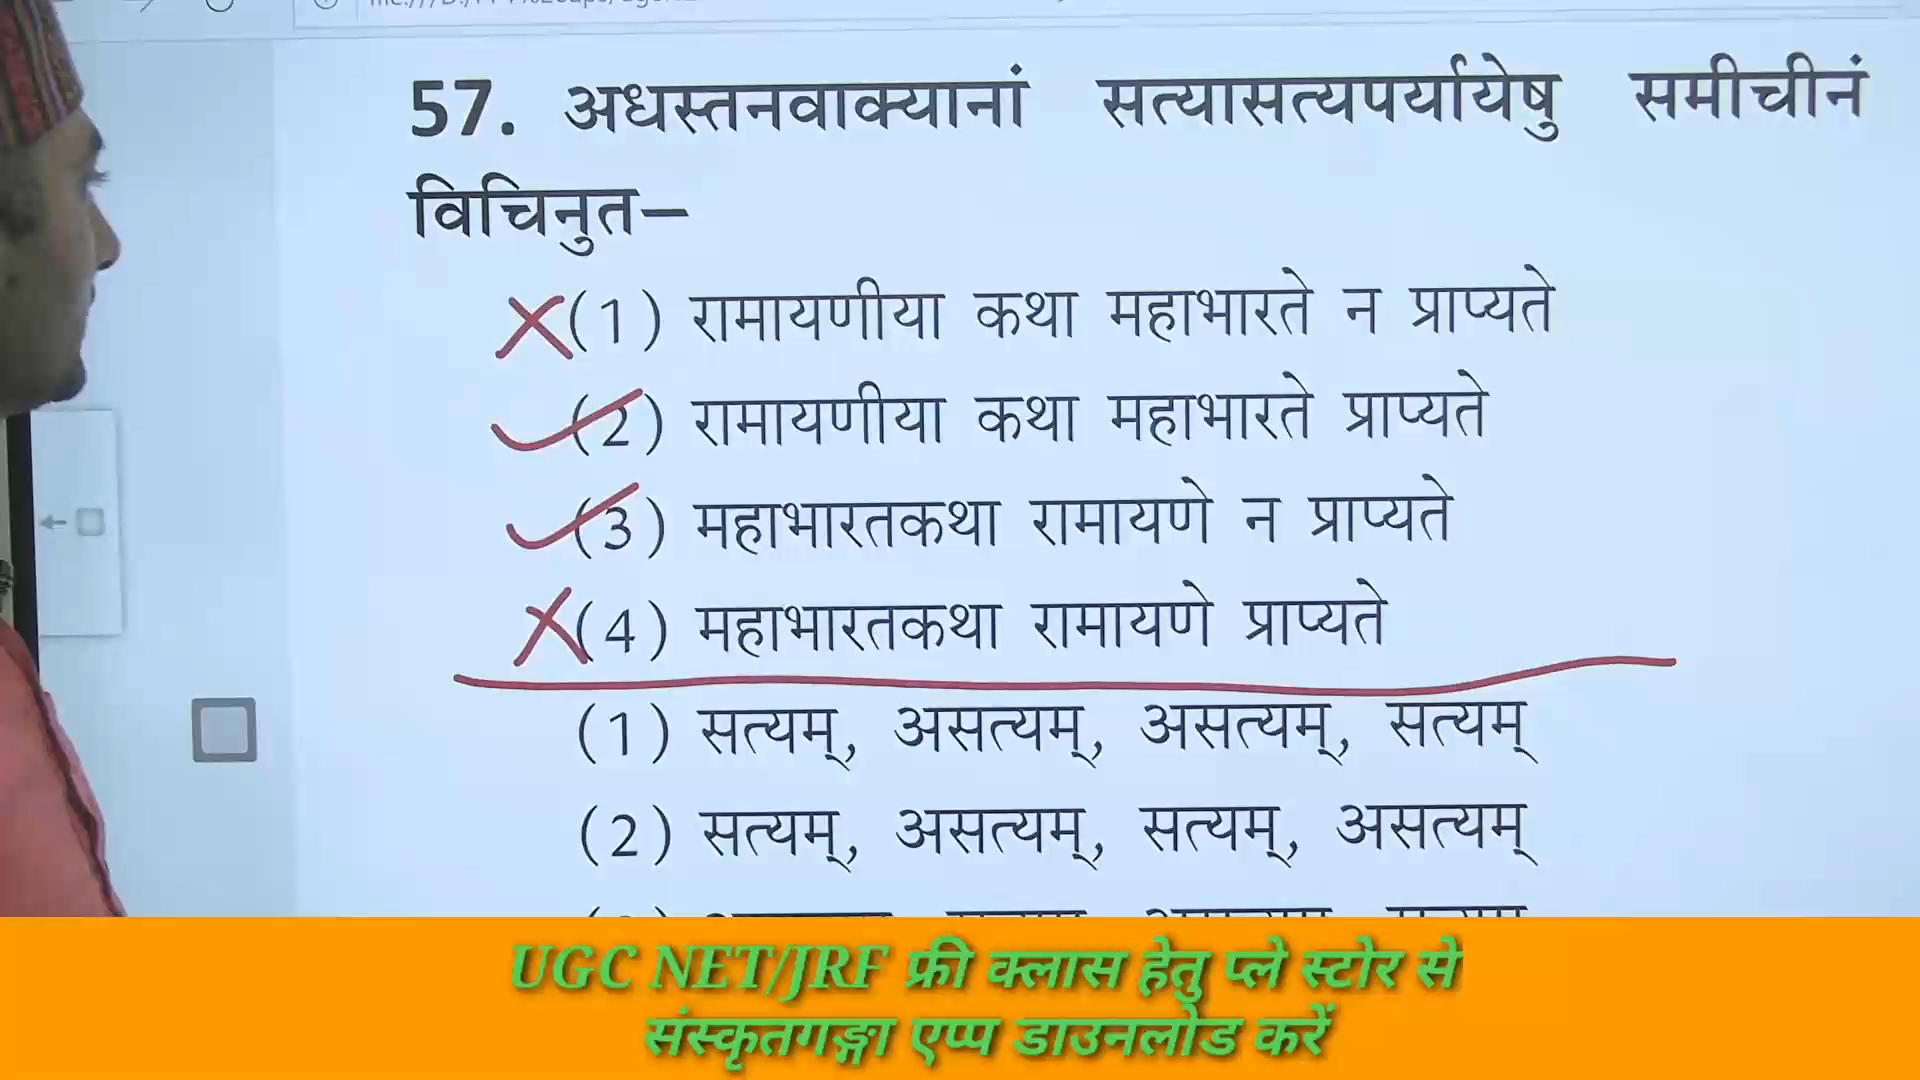 57. अधस्तनवाक्यानां सत्यासत्यपर्यायेषु समीचीनं
विचिनुत–
(1) रामायणीया कथा महाभारते न प्राप्यते
(2) रामायणीया कथा महाभारते प्राप्यते
(3) महाभारतकथा रामायणे न प्राप्यते
(4) महाभारतकथा रामायणे प्राप्यते
(1) सत्यम्, असत्यम्, असत्यम्, सत्यम्
(2) सत्यम्, असत्यम्, सत्यम्, असत्यम्
UGC NET/JRF फ्री क्लास हेतु प्ले स्टोर से
संस्कृतगङ्गा एप्प डाउनलोड करें